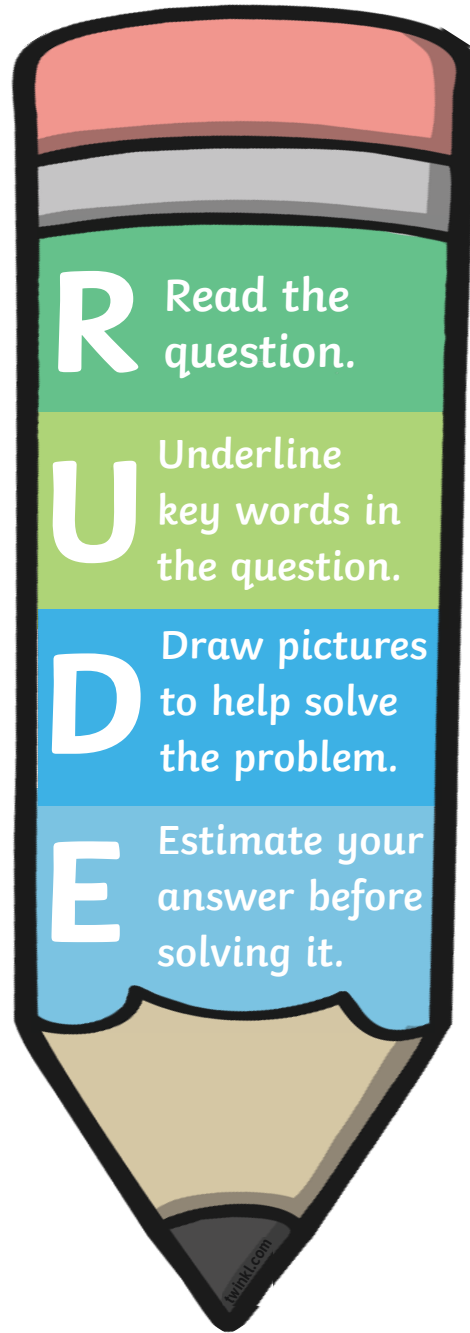 R
Read the
question.
U
Underline
key words in
the question.
D
Draw pictures
to help solve
the problem.
E
Estimate your
answer before
solving it.
twinkl.com